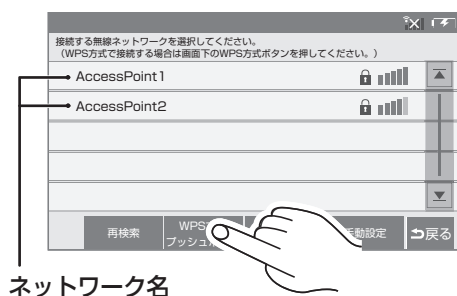 接続する無線ネットワークを選択してください。
（WPS方式で接続する場合は画面下のWPS方式ボタンを押してください。）
AccessPoint1
AccessPoint2
再検索
WPS
プッシュ
動設定
戻る
ネットワーク名